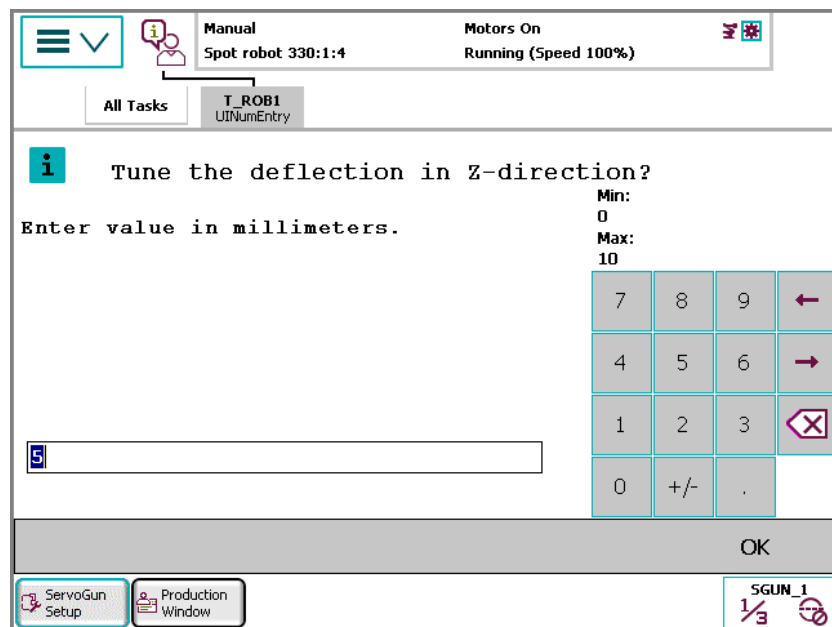 Manual
Spot robot 330:1:4
Motors On
Running (Speed 100%)
All Tasks
T_ROB1
UINumEntry
Tune the deflection in Z-direction?
Enter value in millimeters.
Min:
0
Max:
10
7 8 9
4 5 6
1 2 3
0 +/- .
5
OK
ServoGun
Setup
Production
Window
SGUN_1
1/3